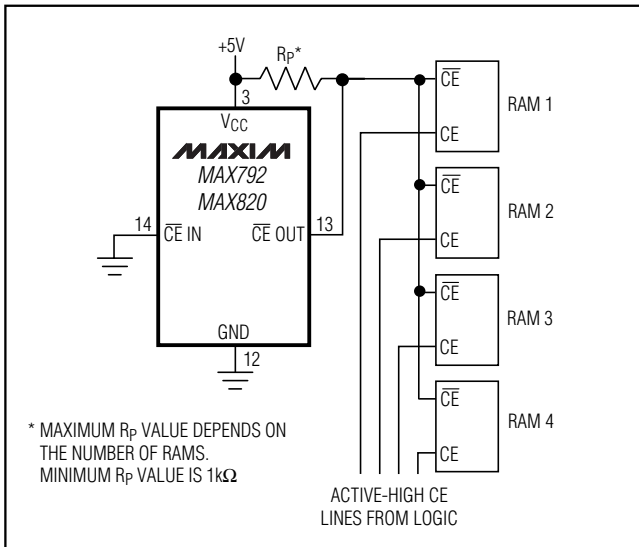 +5V
RP*
3
VCC
MAXIM
MAX792
MAX820
14
CE IN
CE OUT
13
GND
12
CE
CE
RAM 1
CE
CE
RAM 2
CE
CE
RAM 3
CE
CE
RAM 4
* MAXIMUM RP VALUE DEPENDS ON
THE NUMBER OF RAMS.
MINIMUM RP VALUE IS 1kΩ
ACTIVE-HIGH CE
LINES FROM LOGIC